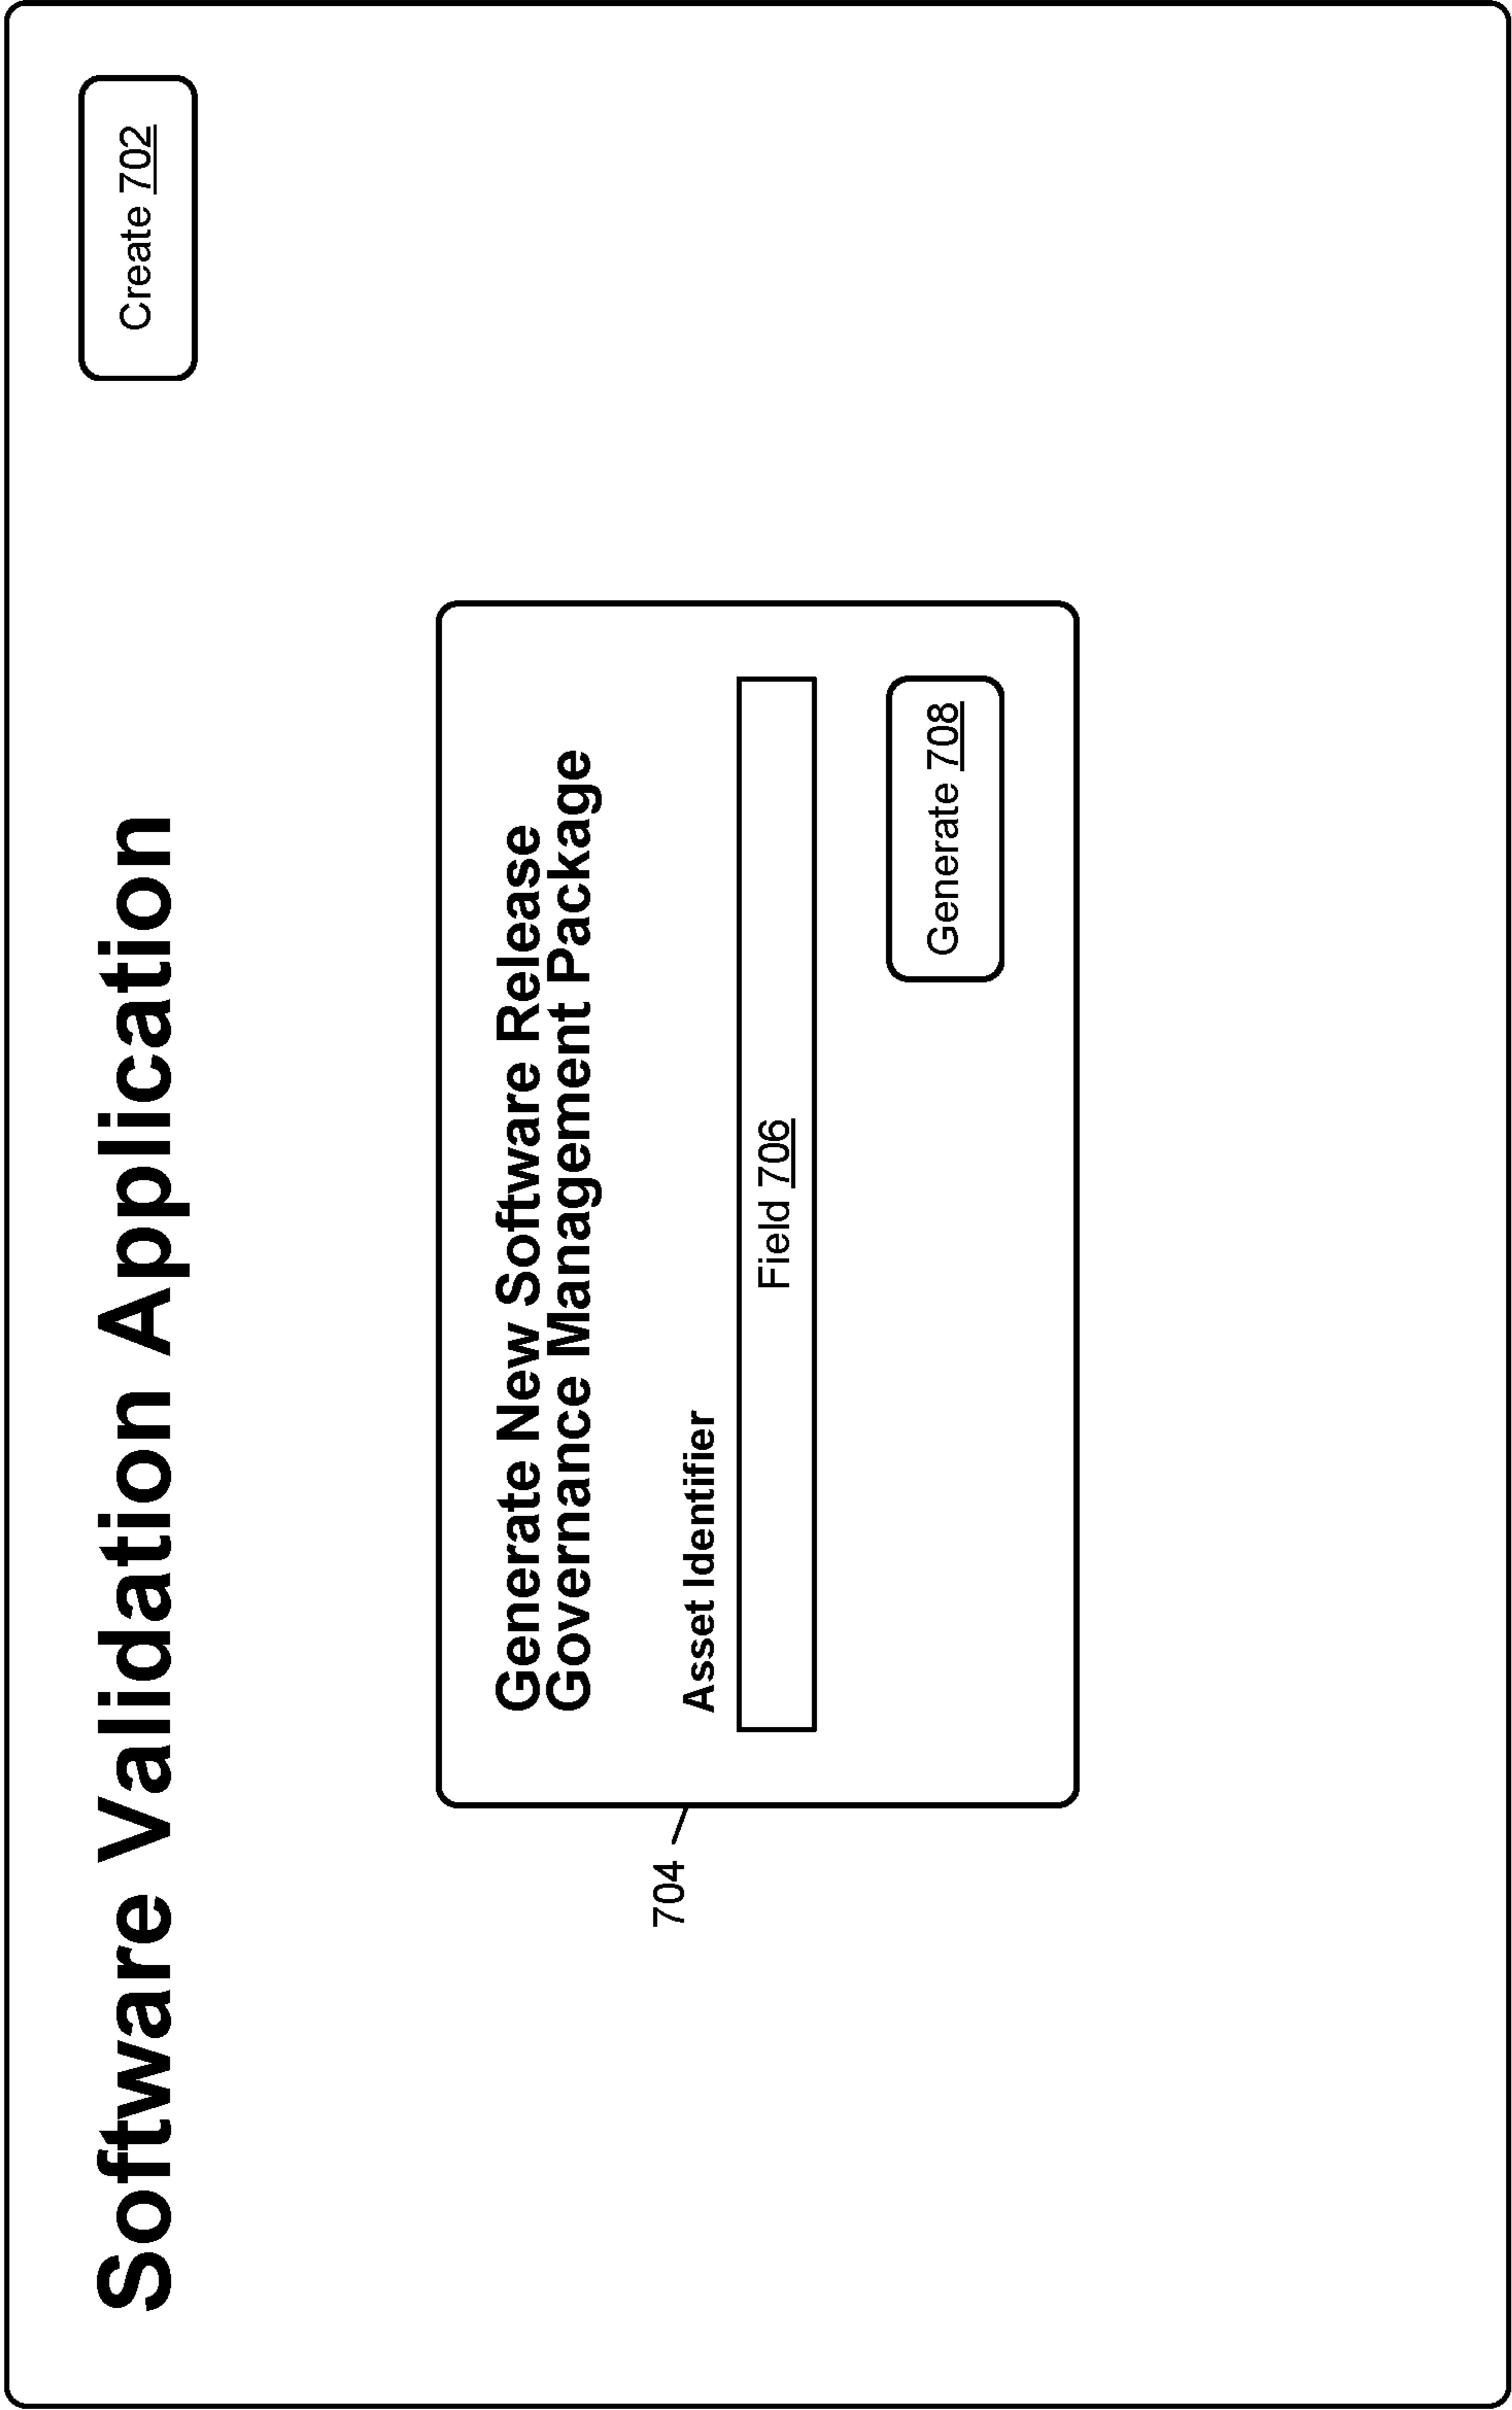 Software Validation Application
Create 702
Generate New Software Release
Governance Management Package
704
Asset Identifier
Field 706
Generate 708